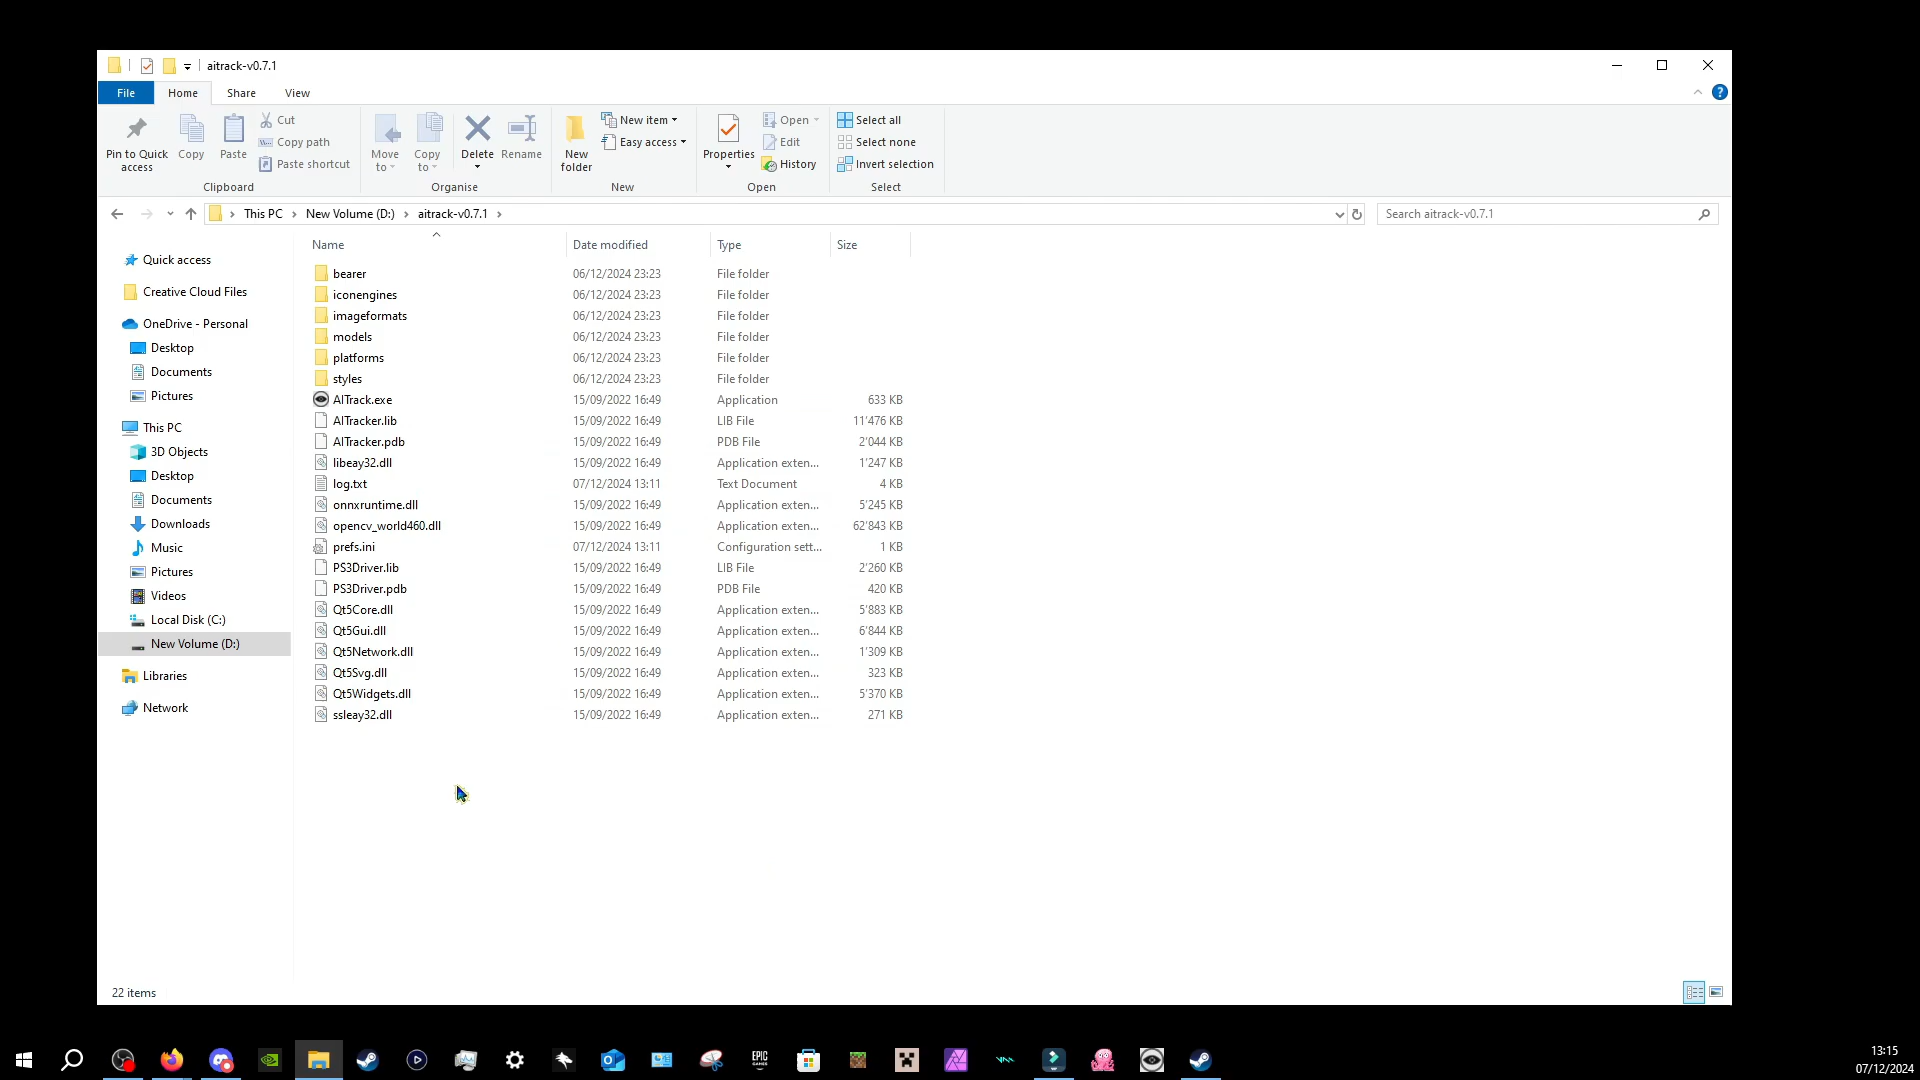 aitrack-v0.7.1
File Home Share View
Pin to Quick access
Copy
Paste
Cut
Copy path
Paste shortcut
Clipboard
Move to
Copy to
Delete
Rename
Organise
New folder
New item
Easy access
New
Properties
Open
Edit
History
Open
Select all
Select none
Invert selection
Select
This PC New Volume (D:) aitrack-v0.7.1
Search aitrack-v0.7.1
Quick access
Creative Cloud Files
OneDrive - Personal
Desktop
Documents
Pictures
This PC
3D Objects
Desktop
Documents
Downloads
Music
Pictures
Videos
Local Disk (C:)
New Volume (D:)
Libraries
Network
Name Date modified Type Size
bearer 06/12/2024 23:23 File folder
iconengines 06/12/2024 23:23 File folder
imageformats 06/12/2024 23:23 File folder
models 06/12/2024 23:23 File folder
platforms 06/12/2024 23:23 File folder
styles 06/12/2024 23:23 File folder
AITrack.exe 15/09/2022 16:49 Application 633 KB
AITracker.lib 15/09/2022 16:49 LIB File 11'476 KB
AITracker.pdb 15/09/2022 16:49 PDB File 2'044 KB
libeay32.dll 15/09/2022 16:49 Application exten... 1'247 KB
log.txt 07/12/2024 13:11 Text Document 4 KB
onnxruntime.dll 15/09/2022 16:49 Application exten... 5'245 KB
opencv_world460.dll 15/09/2022 16:49 Application exten... 62'843 KB
prefs.ini 07/12/2024 13:11 Configuration sett... 1 KB
PS3Driver.lib 15/09/2022 16:49 LIB File 2'260 KB
PS3Driver.pdb 15/09/2022 16:49 PDB File 420 KB
Qt5Core.dll 15/09/2022 16:49 Application exten... 5'883 KB
Qt5Gui.dll 15/09/2022 16:49 Application exten... 6'844 KB
Qt5Network.dll 15/09/2022 16:49 Application exten... 1'309 KB
Qt5Svg.dll 15/09/2022 16:49 Application exten... 323 KB
Qt5Widgets.dll 15/09/2022 16:49 Application exten... 5'370 KB
ssleay32.dll 15/09/2022 16:49 Application exten... 271 KB
22 items
EPIC GAMES
13:15
07/12/2024